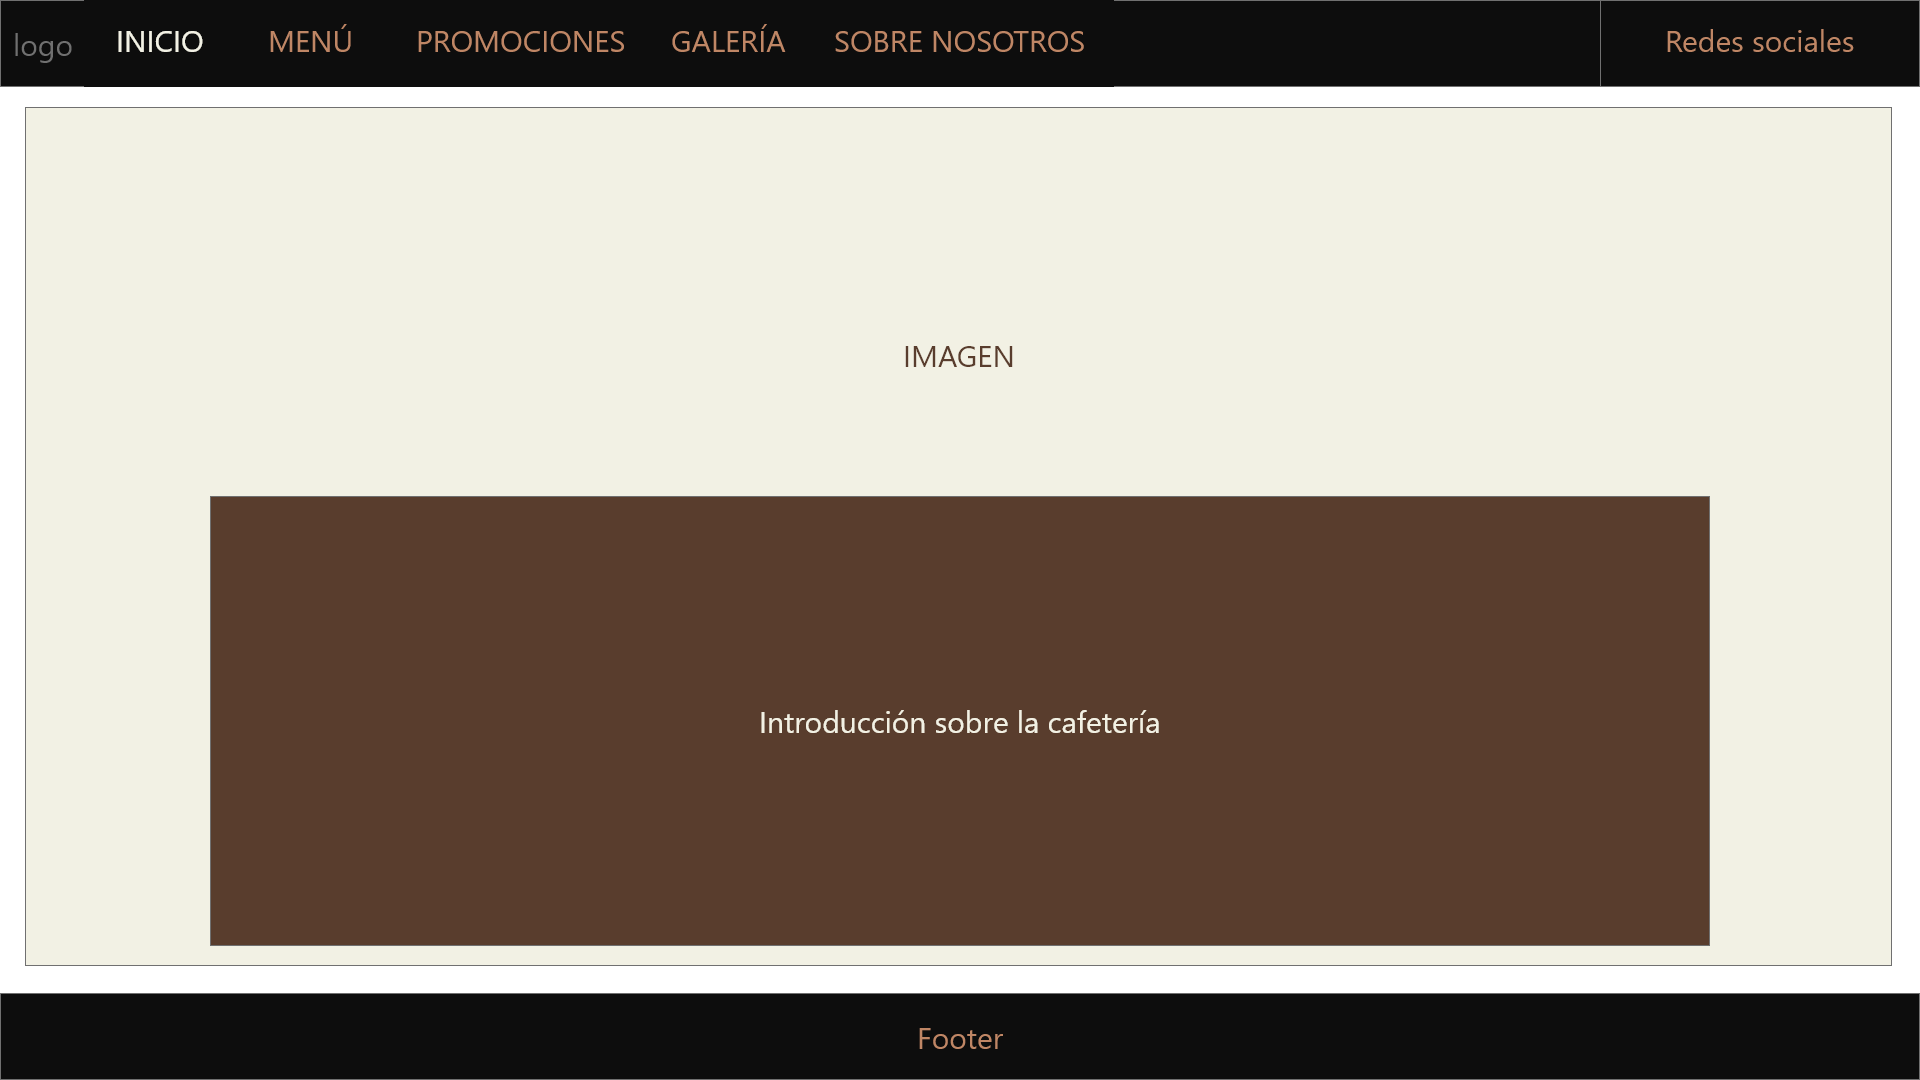 logo
INICIO
MENÚ
PROMOCIONES
GALERÍA
SOBRE NOSOTROS
Redes sociales
IMAGEN
Introducción sobre la cafetería
Footer